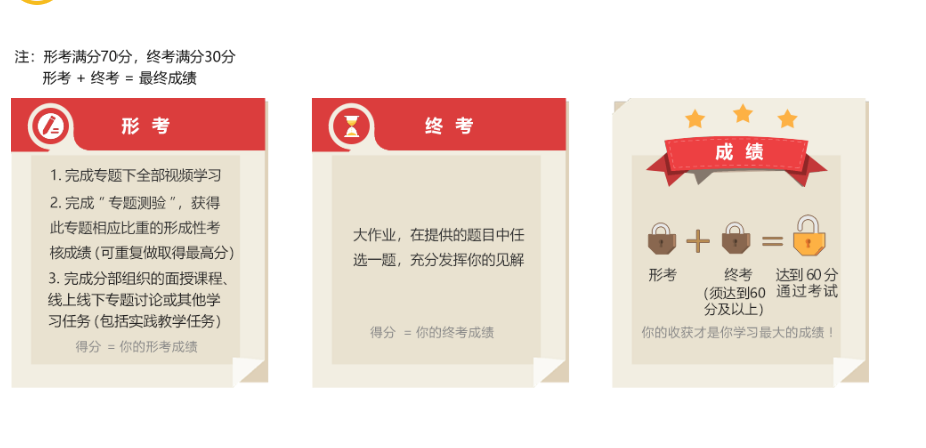 注：形考满分70分，终考满分30分
形考 + 终考 = 最终成绩
形 考
1. 完成专题下全部视频学习
2. 完成“专题测验”，获得
此专题相应比重的形成性考
核成绩 (可重复做取得最高分)
3. 完成分部组织的面授课程、
线上线下专题讨论或其他学
习任务 (包括实践教学任务)
得分 = 你的形考成绩
终 考
大作业，在提供的题目中任
选一题，充分发挥你的见解
得分 = 你的终考成绩
成 绩
形考
终考
(须达到60
分及以上)
达到 60 分
通过考试
你的收获才是你学习最大的成绩！